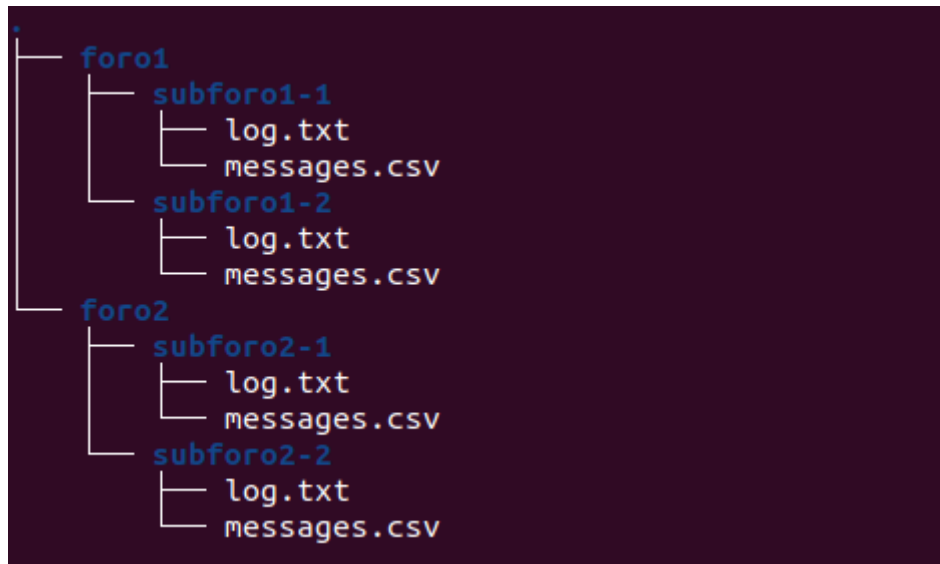 .
foro1
subforo1-1
log.txt
messages.csv
subforo1-2
log.txt
messages.csv
foro2
subforo2-1
log.txt
messages.csv
subforo2-2
log.txt
messages.csv